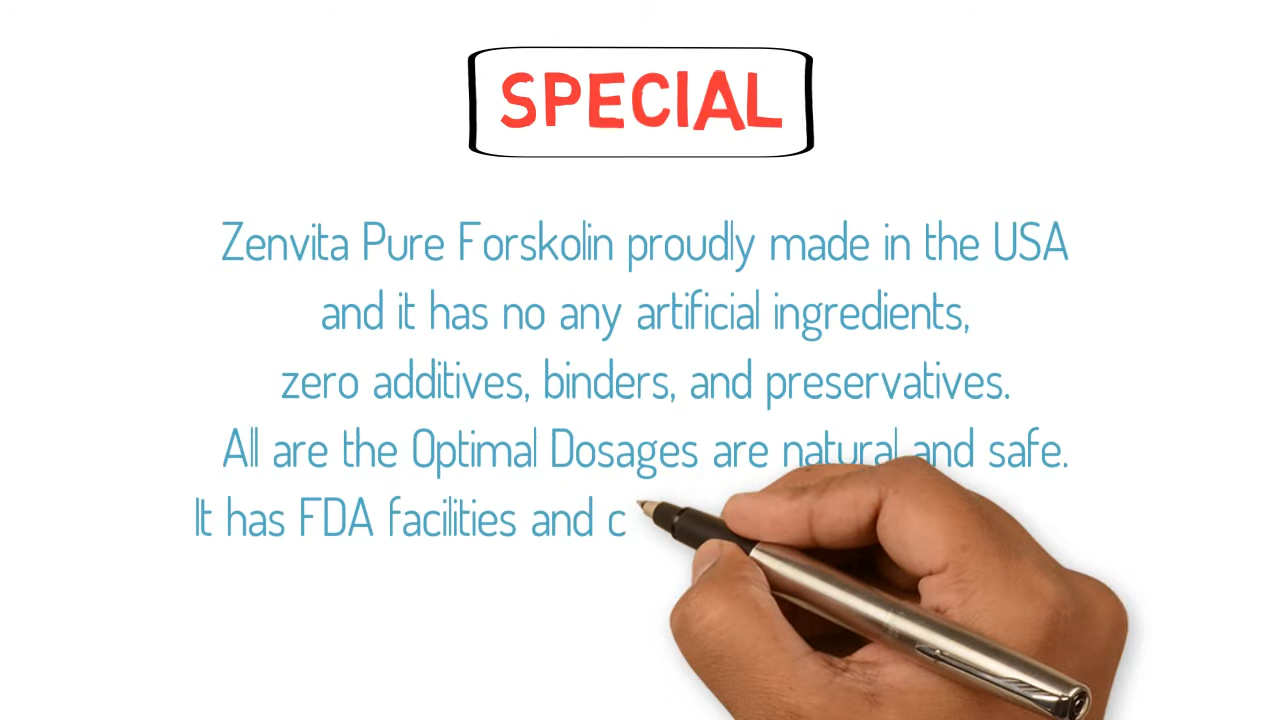 SPECIAL
Zenvita Pure Forskolin proudly made in the USA
and it has no any artificial ingredients,
zero additives, binders, and preservatives.
All are the Optimal Dosages are natural and safe.
It has FDA facilities and c